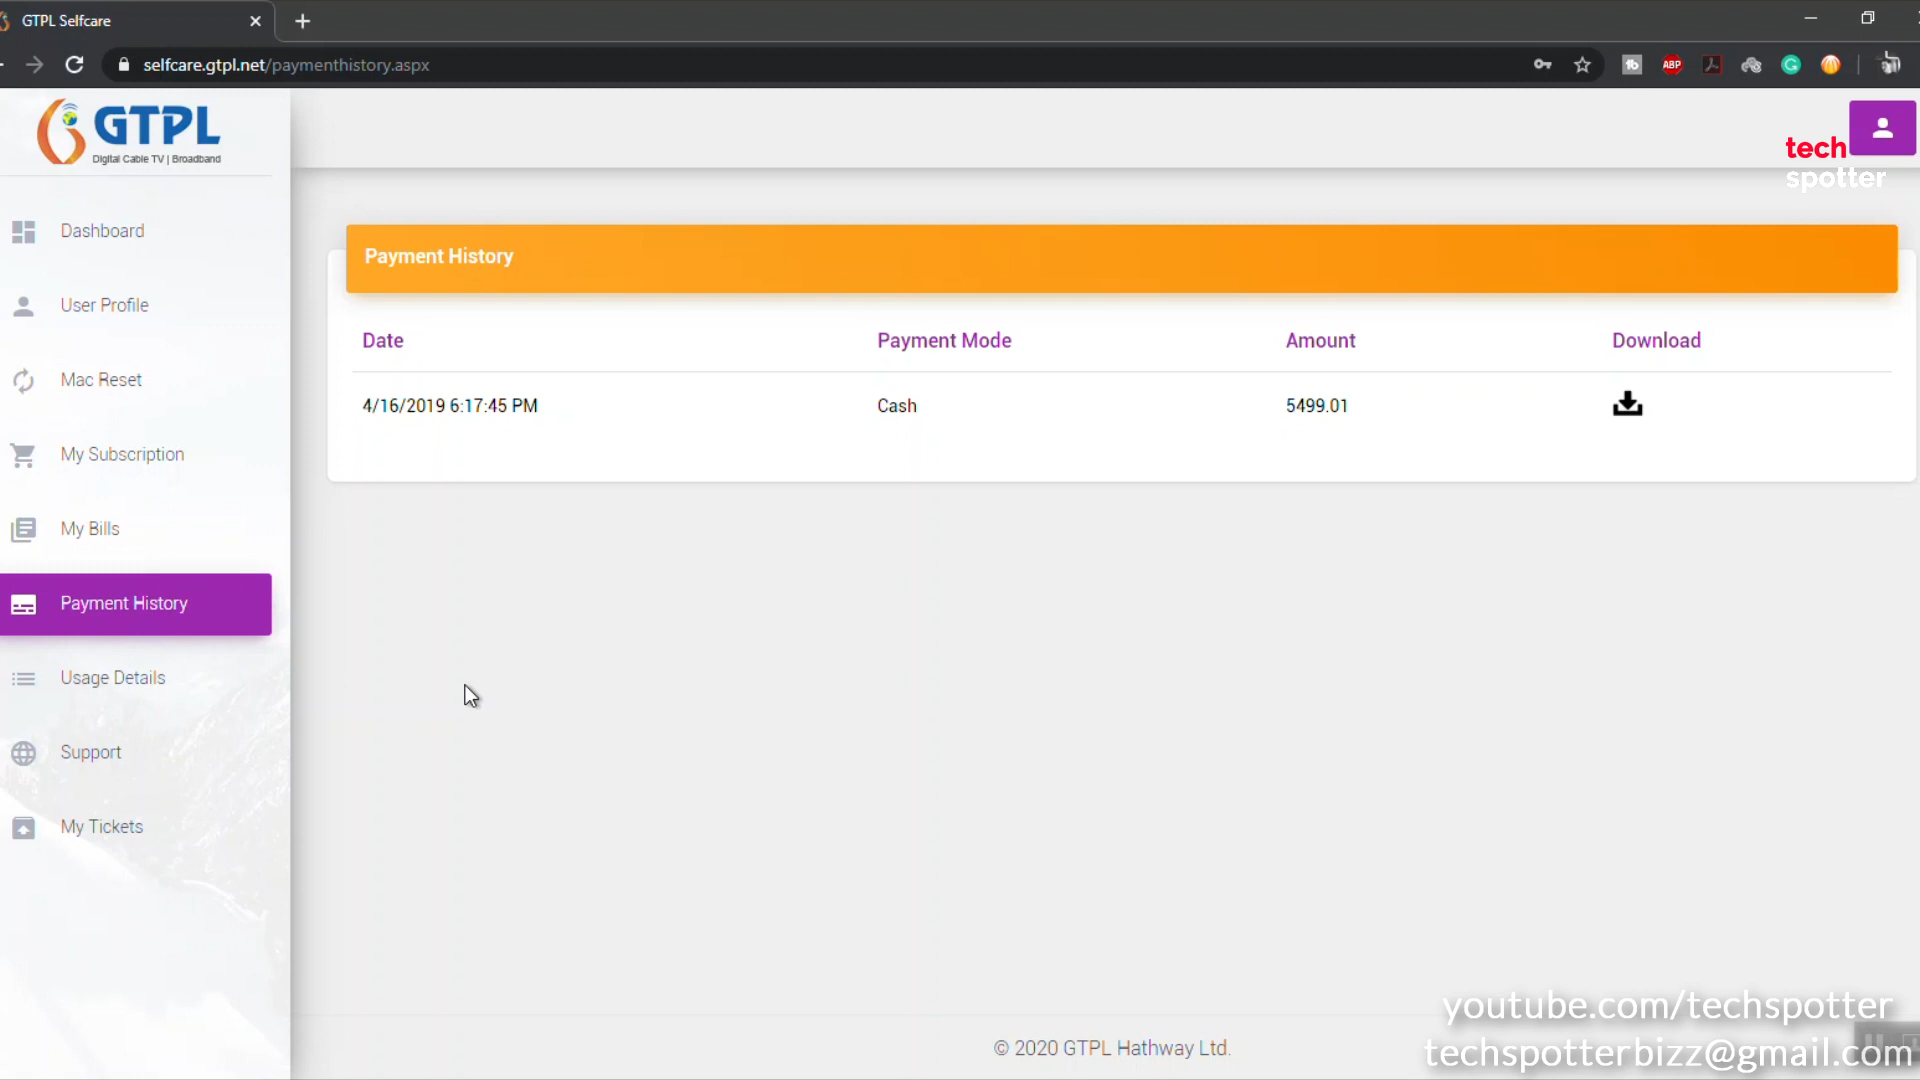 GTPL Selfcare
selfcare.gtpl.net/paymenthistory.aspx
ABP
GTPL
Digital Cable TV | Broadband
tech
spotter
Dashboard
User Profile
Mac Reset
My Subscription
My Bills
Payment History
Usage Details
Support
My Tickets
Payment History
Date Payment Mode Amount Download
4/16/2019 6:17:45 PM Cash 5499.01
© 2020 GTPL Hathway Ltd.
youtube.com/techspotter
techspotterbizz@gmail.com